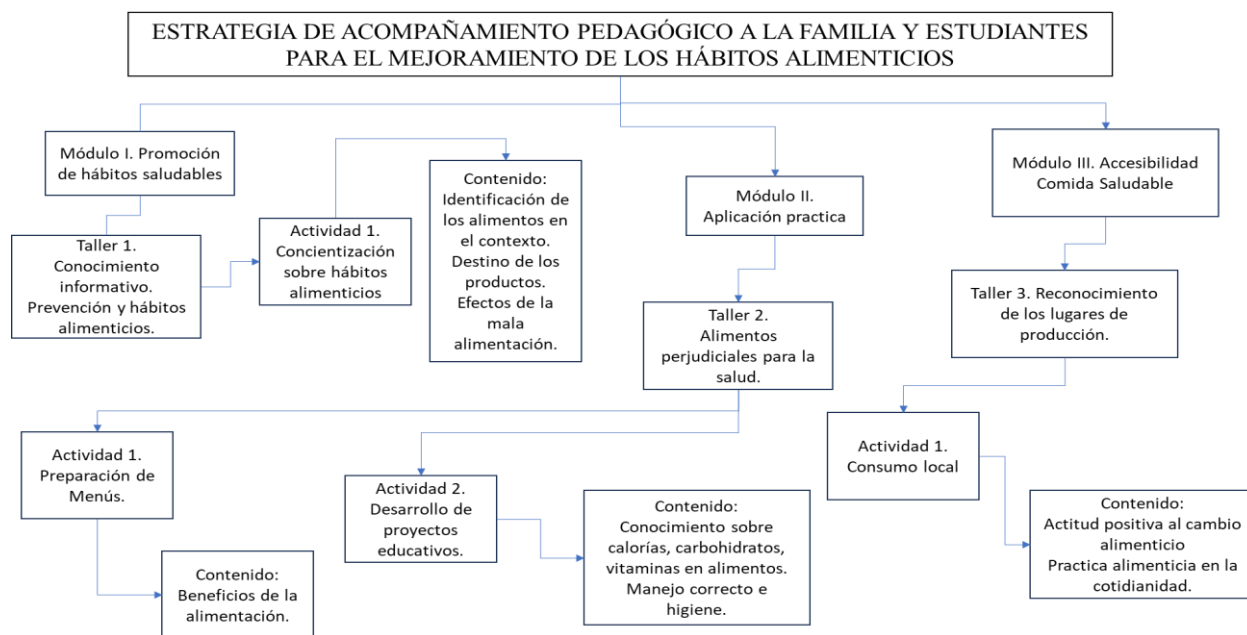 ESTRATEGIA DE ACOMPAÑAMIENTO PEDAGÓGICO A LA FAMILIA Y ESTUDIANTES
PARA EL MEJORAMIENTO DE LOS HÁBITOS ALIMENTICIOS
Módulo I. Promoción
de hábitos saludables
Taller 1.
Conocimiento
informativo.
Prevención y hábitos
alimenticios.
Actividad 1.
Concientización
sobre hábitos
alimenticios
Contenido:
Identificación de
los alimentos en
el contexto.
Destino de los
productos.
Efectos de la
mala
alimentación.
Módulo II.
Aplicación practica
Taller 2.
Alimentos
perjudiciales para la
salud.
Actividad 1.
Preparación de
Menús.
Contenido:
Beneficios de la
alimentación.
Actividad 2.
Desarrollo de
proyectos
educativos.
Contenido:
Conocimiento sobre
calorías, carbohidratos,
vitaminas en alimentos.
Manejo correcto e
higiene.
Módulo III. Accesibilidad
Comida Saludable
Taller 3. Reconocimiento
de los lugares de
producción.
Actividad 1.
Consumo local
Contenido:
Actitud positiva al cambio
alimenticio
Practica alimenticia en la
cotidianidad.